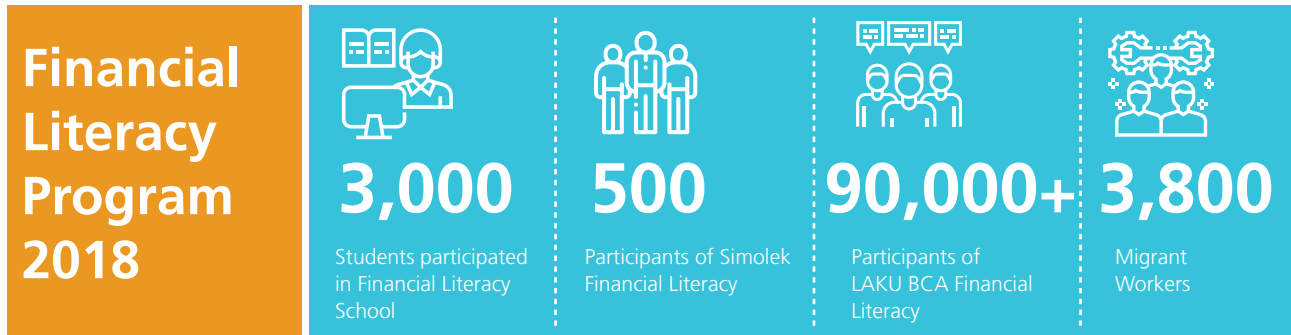 Financial
Literacy
Program
2018
3,000
Students participated
in Financial Literacy
School
500
Participants of Simolek
Financial Literacy
90,000+
Participants of
LAKU BCA Financial
Literacy
3,800
Migrant
Workers